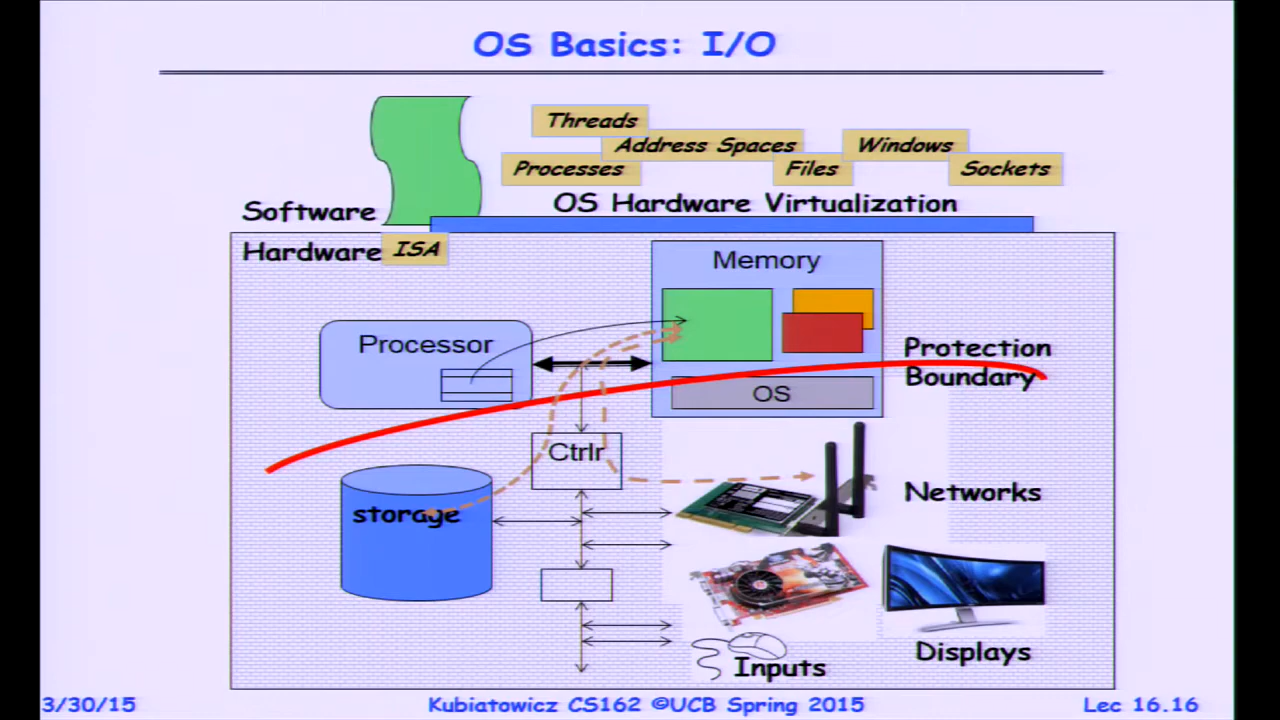 OS Basics: I/O
Threads
Address Spaces
Windows
Processes
Files
Sockets
Software
OS Hardware Virtualization
Hardware
ISA
Memory
Processor
Protection
Boundary
OS
Ctrlr
storage
Networks
Displays
Inputs
3/30/15
Kubiatowicz CS162 ©UCB Spring 2015
Lec 16.16